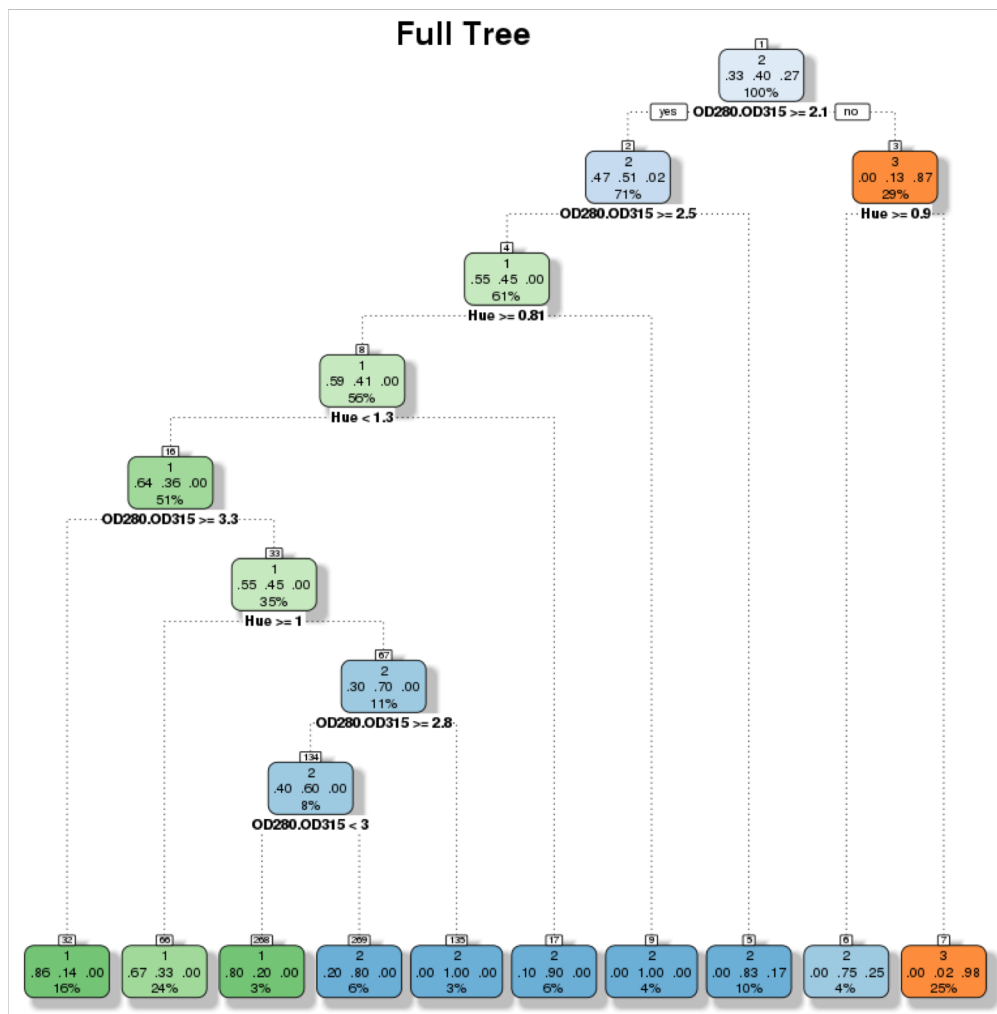 Full Tree
1
2
.33 .40 .27
100%
yes OD280.OD315 >= 2.1 no
2
2
.47 .51 .02
71%
OD280.OD315 >= 2.5
3
3
.00 .13 .87
29%
Hue >= 0.9
4
1
.55 .45 .00
61%
Hue >= 0.81
8
1
.59 .41 .00
56%
Hue < 1.3
16
1
.64 .36 .00
51%
OD280.OD315 >= 3.3
33
1
.55 .45 .00
35%
Hue >= 1
67
2
.30 .70 .00
11%
OD280.OD315 >= 2.8
134
2
.40 .60 .00
8%
OD280.OD315 < 3
32
1
.86 .14 .00
16%
66
1
.67 .33 .00
24%
268
1
.80 .20 .00
3%
269
2
.20 .80 .00
6%
135
2
.00 1.00 .00
3%
17
2
.10 .90 .00
6%
9
2
.00 1.00 .00
4%
5
2
.00 .83 .17
10%
6
2
.00 .75 .25
4%
7
3
.00 .02 .98
25%